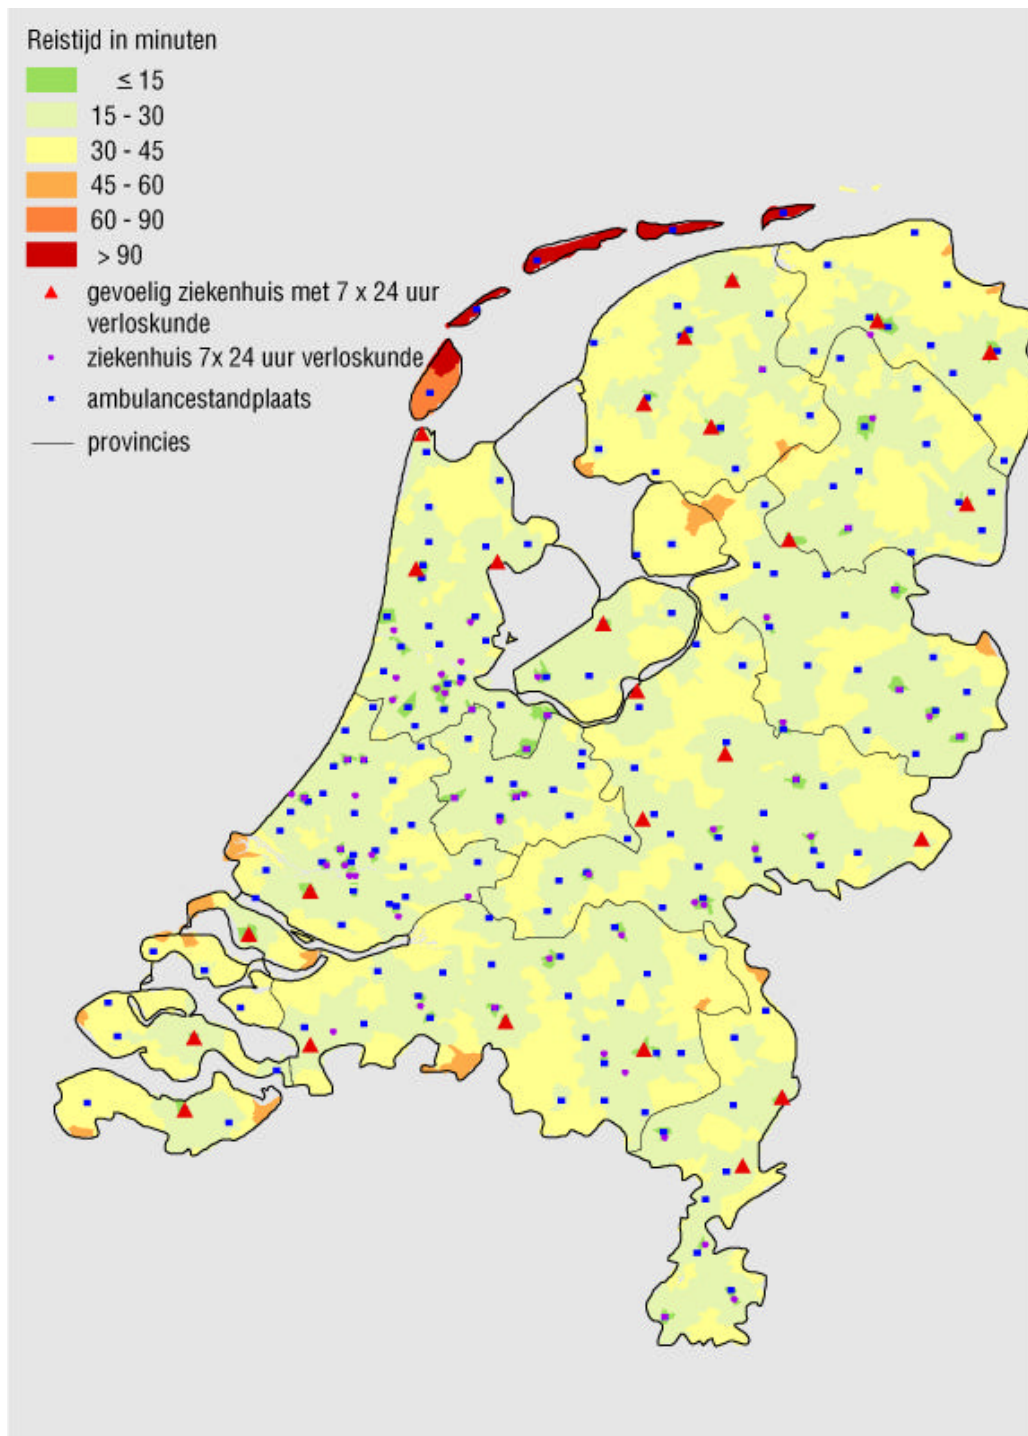 Reistijd in minuten
≤ 15
15 - 30
30 - 45
45 - 60
60 - 90
> 90
gevoelig ziekenhuis met 7 x 24 uur
verloskunde
ziekenhuis 7x 24 uur verloskunde
ambulancestandplaats
provincies